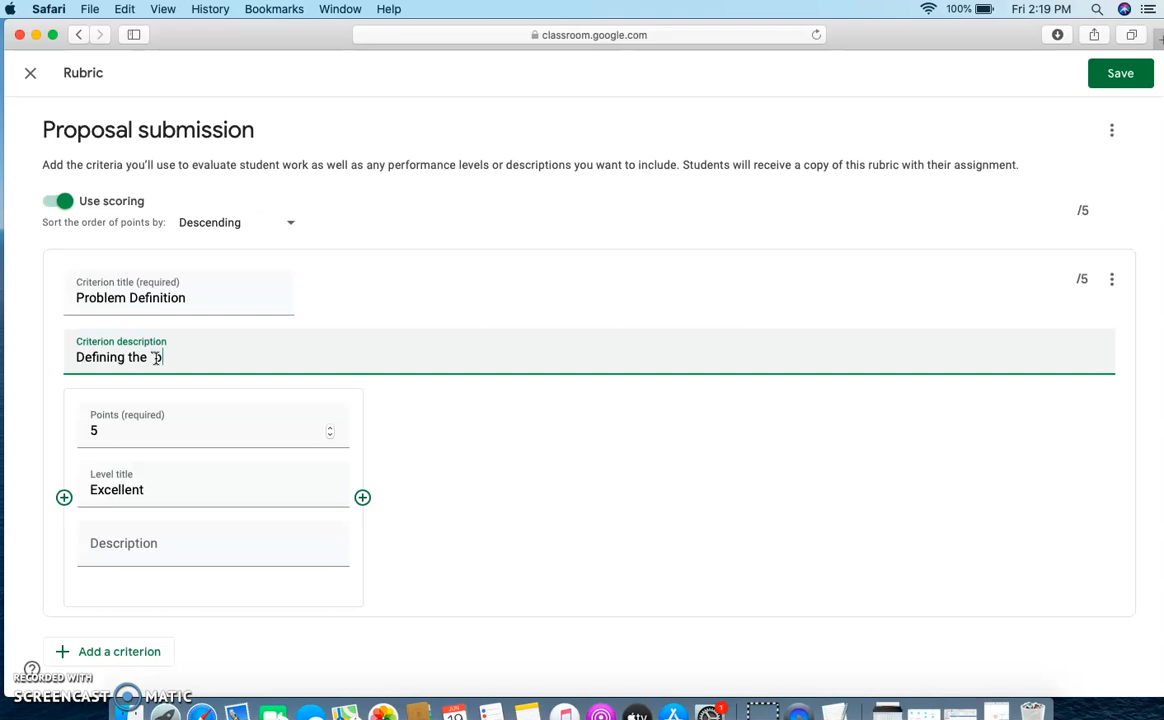 Safari File Edit View History Bookmarks Window Help 100% Fri 2:19 PM
classroom.google.com
Rubric Save
Proposal submission
Add the criteria you'll use to evaluate student work as well as any performance levels or descriptions you want to include. Students will receive a copy of this rubric with their assignment.
Use scoring
Sort the order of points by: Descending /5
Criterion title (required) /5
Problem Definition
Criterion description
Defining the p
Points (required)
5
Level title
Excellent
Description
Add a criterion
RECORDED WITH
SCREENCAST MATIC
JUN
19
tv
1